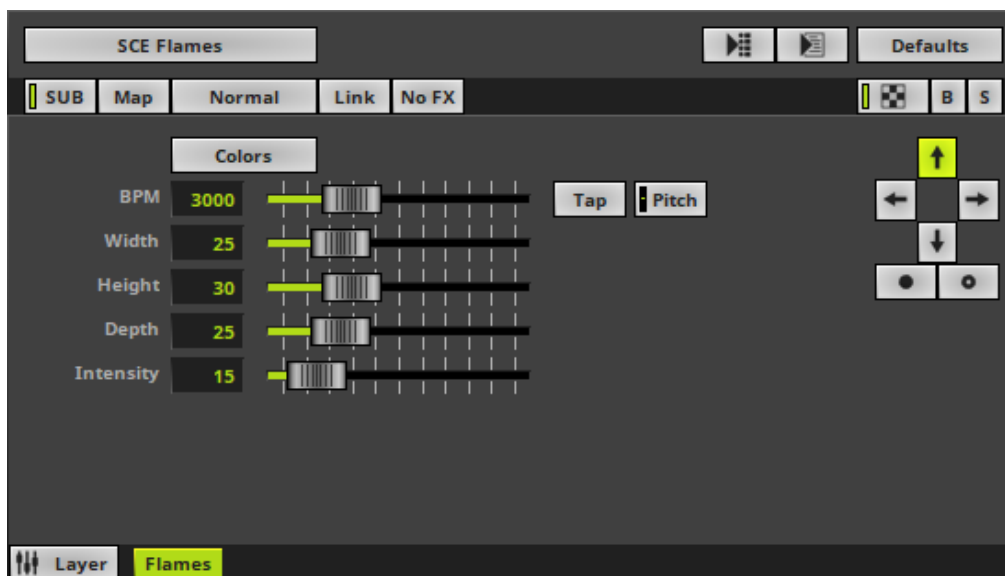 SCE Flames Defaults
SUB Map Normal Link No FX B S
Colors
BPM 3000 Tap Pitch
Width 25
Height 30
Depth 25
Intensity 15
Layer Flames